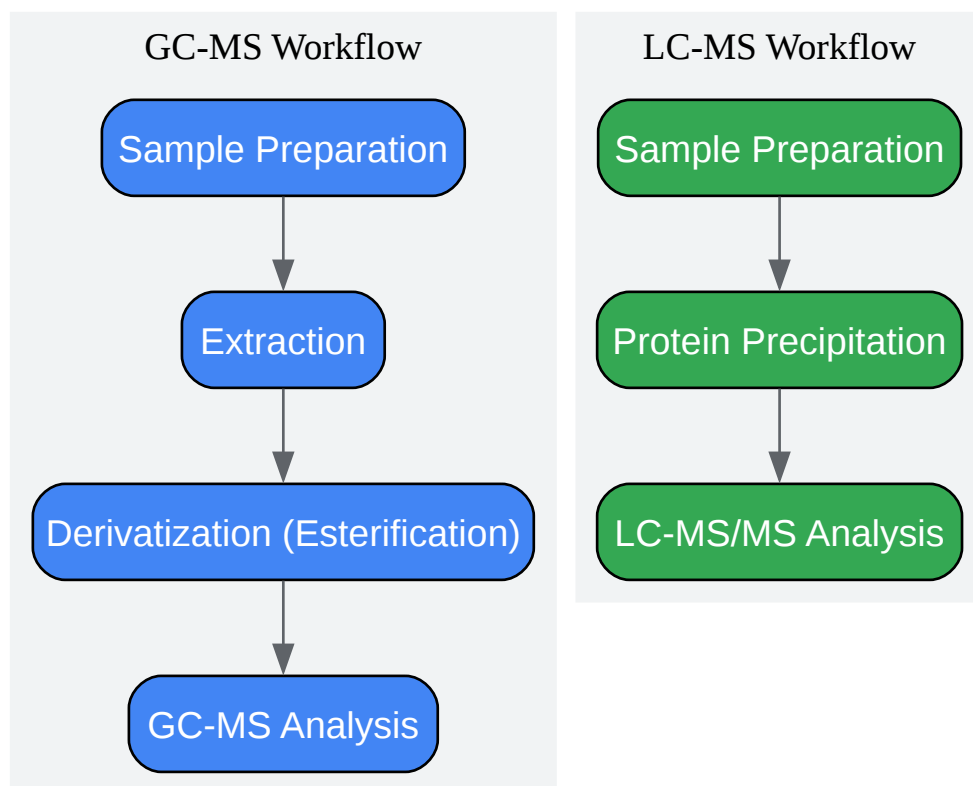 GC-MS Workflow
Sample Preparation
Extraction
Derivatization (Esterification)
GC-MS Analysis
LC-MS Workflow
Sample Preparation
Protein Precipitation
LC-MS/MS Analysis